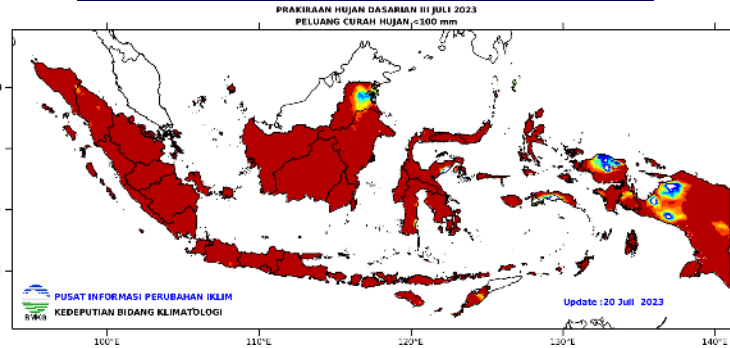 PRAKIRAAN HUJAN DASARIAN III JULI 2023
PELUANG CURAH HUJAN <100 mm
PUSAT INFORMASI PERUBAHAN IKLIM
KEDEPUTIAN BIDANG KLIMATOLOGI
BMKG
Update :20 Juli 2023
100°E
110°E
120°E
130°E
140°E